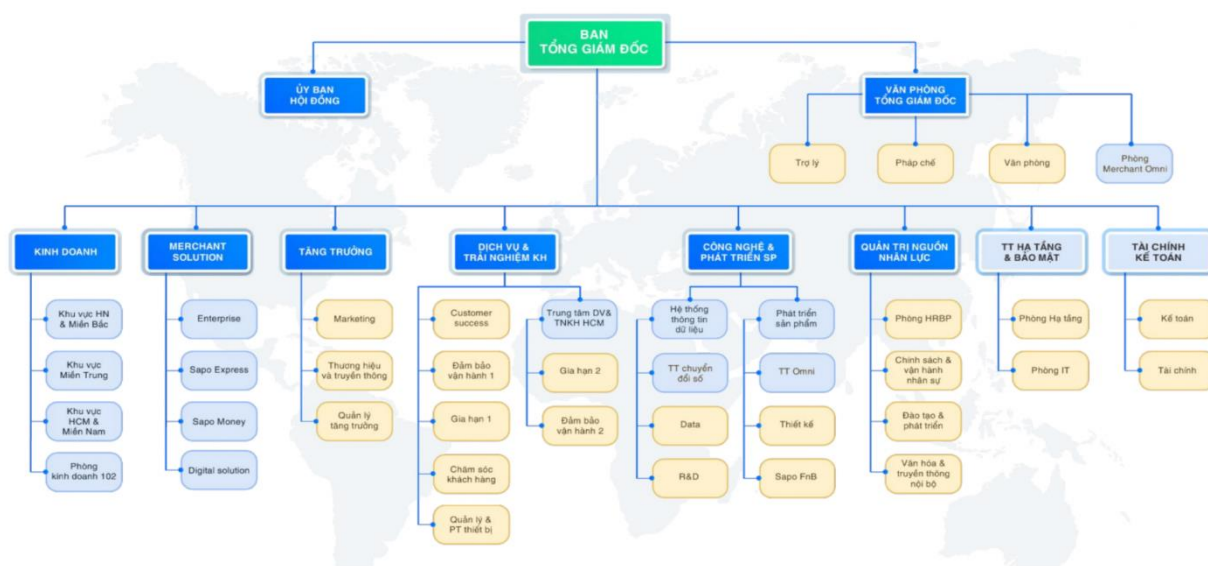 BAN
TỔNG GIÁM ĐỐC
ỦY BAN
HỘI ĐỒNG
VĂN PHÒNG
TỔNG GIÁM ĐỐC
Trợ lý
Pháp chế
Văn phòng
Phòng
Merchant Omni
KINH DOANH
MERCHANT
SOLUTION
TĂNG TRƯỞNG
DỊCH VỤ &
TRẢI NGHIỆM KH
CÔNG NGHỆ &
PHÁT TRIỂN SP
QUẢN TRỊ NGUỒN
NHÂN LỰC
TT HẠ TẦNG
& BẢO MẬT
TÀI CHÍNH
KẾ TOÁN
Khu vực HN
& Miền Bắc
Khu vực
Miền Trung
Khu vực
HCM &
Miền Nam
Phòng
kinh doanh 102
Enterprise
Sapo Express
Sapo Money
Digital solution
Marketing
Thương hiệu
và truyền thông
Quản lý
tăng trưởng
Customer
success
Đảm bảo
vận hành 1
Gia hạn 1
Chăm sóc
khách hàng
Quản lý &
PT thiết bị
Trung tâm DV&
TNKH HCM
Gia hạn 2
Đảm bảo
vận hành 2
Hệ thống
thông tin
dữ liệu
TT chuyển
đổi số
Data
R&D
Phát triển
sản phẩm
TT Omni
Thiết kế
Sapo FnB
Phòng HRBP
Chính sách &
vận hành
nhân sự
Đào tạo &
phát triển
Văn hóa &
truyền thông
nội bộ
Phòng Hạ tầng
Phòng IT
Kế toán
Tài chính